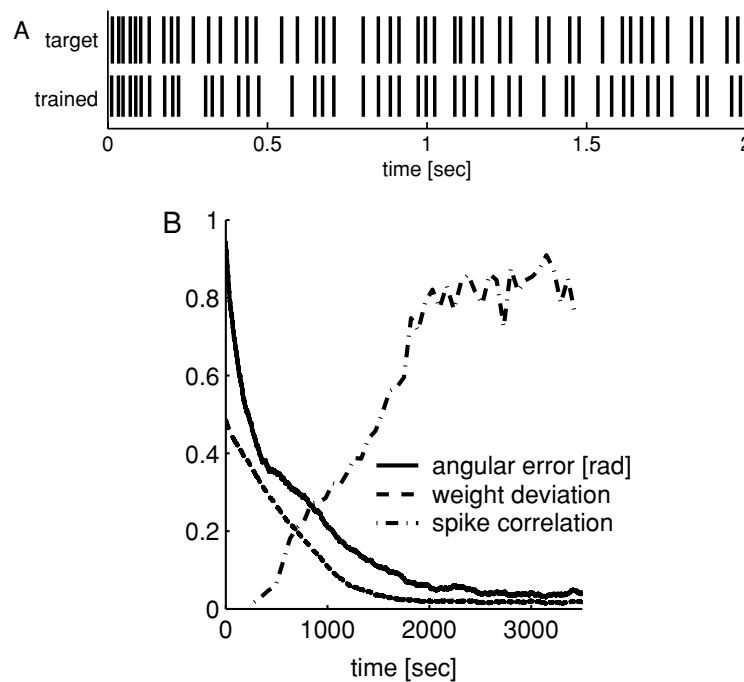 A
target
trained
0
0.5
1
1.5
2
time [sec]
B
1
0.8
0.6
0.4
0.2
0
angular error [rad]
weight deviation
spike correlation
0
1000
2000
3000
time [sec]